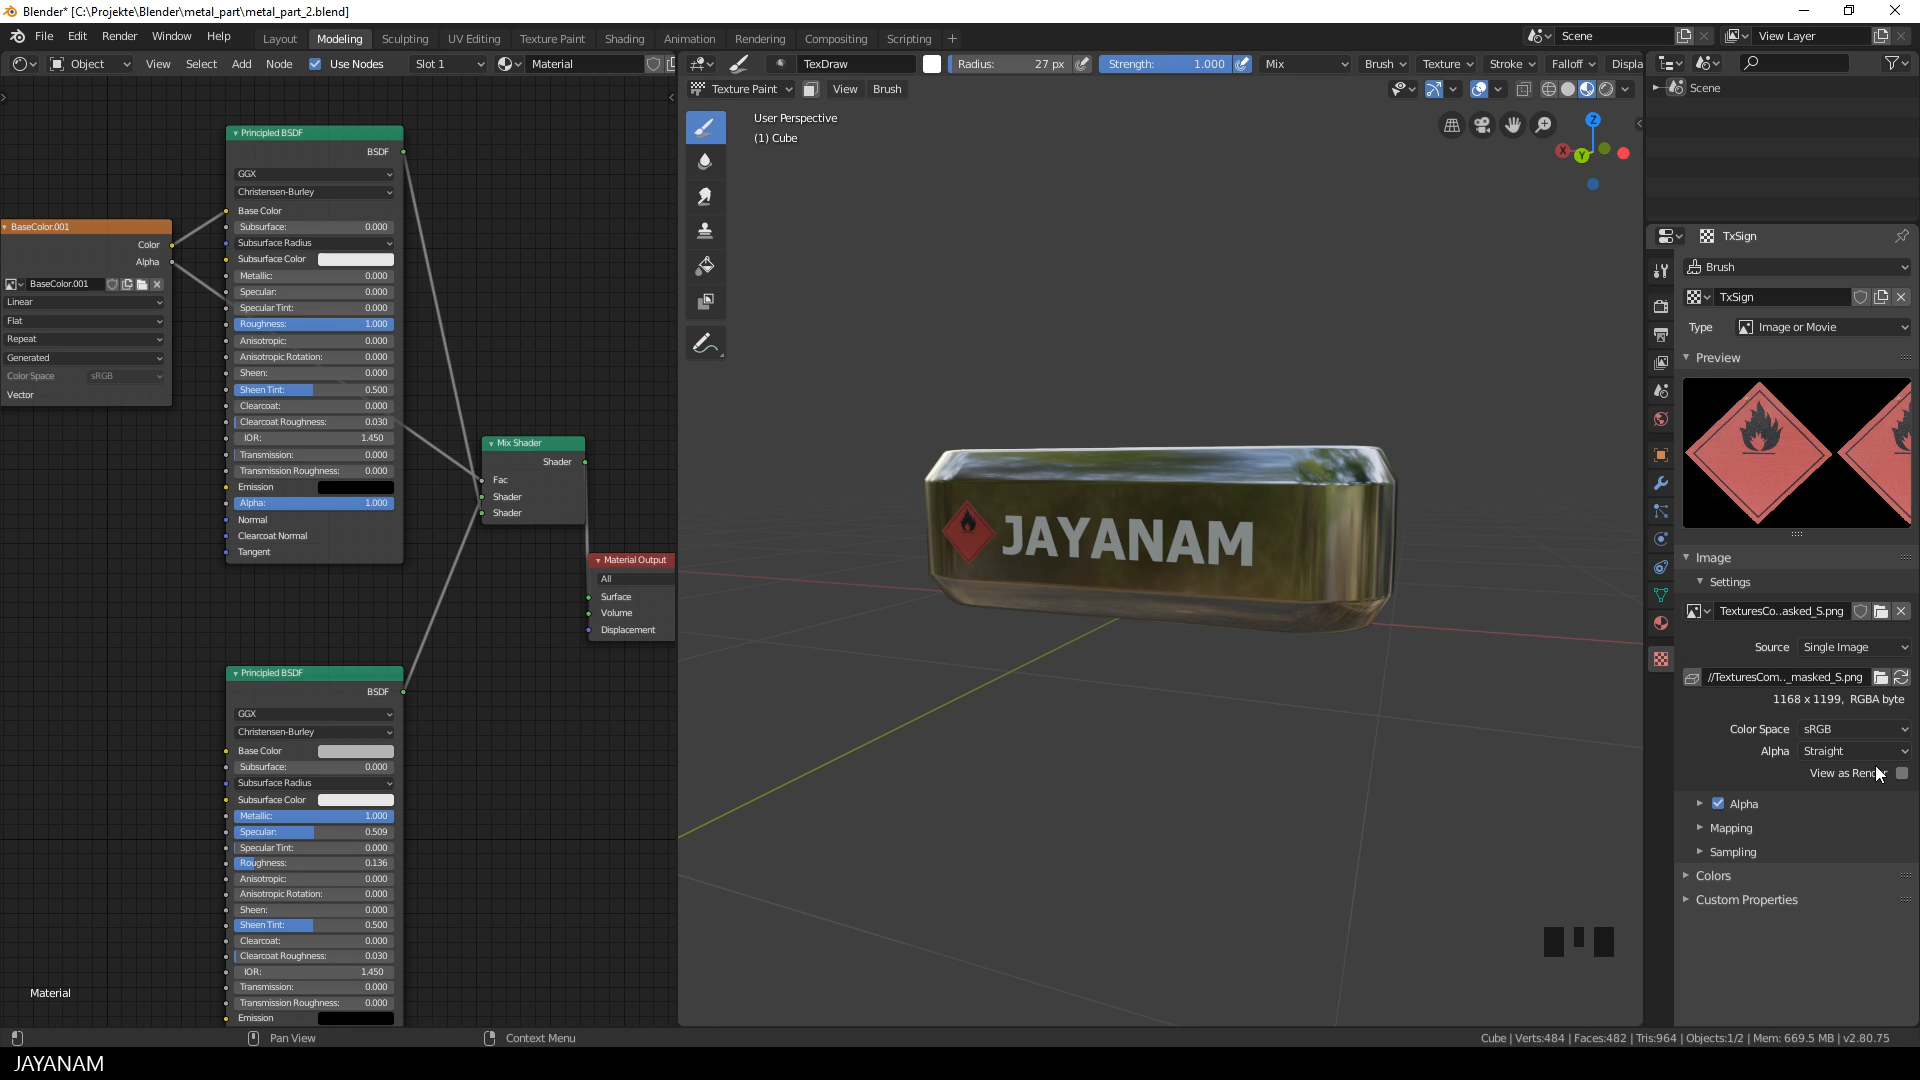 Blender* [C:\Projekte\Blender\metal_part\metal_part_2.blend]
File Edit Render Window Help Layout Modeling Sculpting UV Editing Texture Paint Shading Animation Rendering Compositing Scripting + Scene View Layer
Object View Select Add Node Use Nodes Slot 1 Material TexDraw Radius: 27 px Strength: 1.000 Mix Brush Texture Stroke Falloff Displa
Texture Paint View Brush Scene
User Perspective
(1) Cube
Z
X
Y
Principled BSDF
BSDF
GGX
Christensen-Burley
Base Color
Subsurface: 0.000
Subsurface Radius
Subsurface Color
Metallic: 0.000
Specular: 0.000
Specular Tint: 0.000
Roughness: 1.000
Anisotropic: 0.000
Anisotropic Rotation: 0.000
Sheen: 0.000
Sheen Tint: 0.500
Clearcoat: 0.000
Clearcoat Roughness: 0.030
IOR: 1.450
Transmission: 0.000
Transmission Roughness: 0.000
Emission
Alpha: 1.000
Normal
Clearcoat Normal
Tangent
BaseColor.001
Color
Alpha
BaseColor.001
Linear
Flat
Repeat
Generated
Color Space sRGB
Vector
Mix Shader
Shader
Fac
Shader
Shader
Material Output
All
Surface
Volume
Displacement
Principled BSDF
BSDF
GGX
Christensen-Burley
Base Color
Subsurface: 0.000
Subsurface Radius
Subsurface Color
Metallic: 1.000
Specular: 0.509
Specular Tint: 0.000
Roughness: 0.136
Anisotropic: 0.000
Anisotropic Rotation: 0.000
Sheen: 0.000
Sheen Tint: 0.500
Clearcoat: 0.000
Clearcoat Roughness: 0.030
IOR: 1.450
Transmission: 0.000
Transmission Roughness: 0.000
Emission
Material
JAYANAM
TxSign
Brush
TxSign
Type Image or Movie
Preview
Image
Settings
TexturesCo..asked_S.png
Source Single Image
//TexturesCom.._masked_S.png
1168 x 1199, RGBA byte
Color Space sRGB
Alpha Straight
View as Render
Alpha
Mapping
Sampling
Colors
Custom Properties
Pan View Context Menu Cube | Verts:484 | Faces:482 | Tris:964 | Objects:1/2 | Mem: 669.5 MB | v2.80.75
JAYANAM